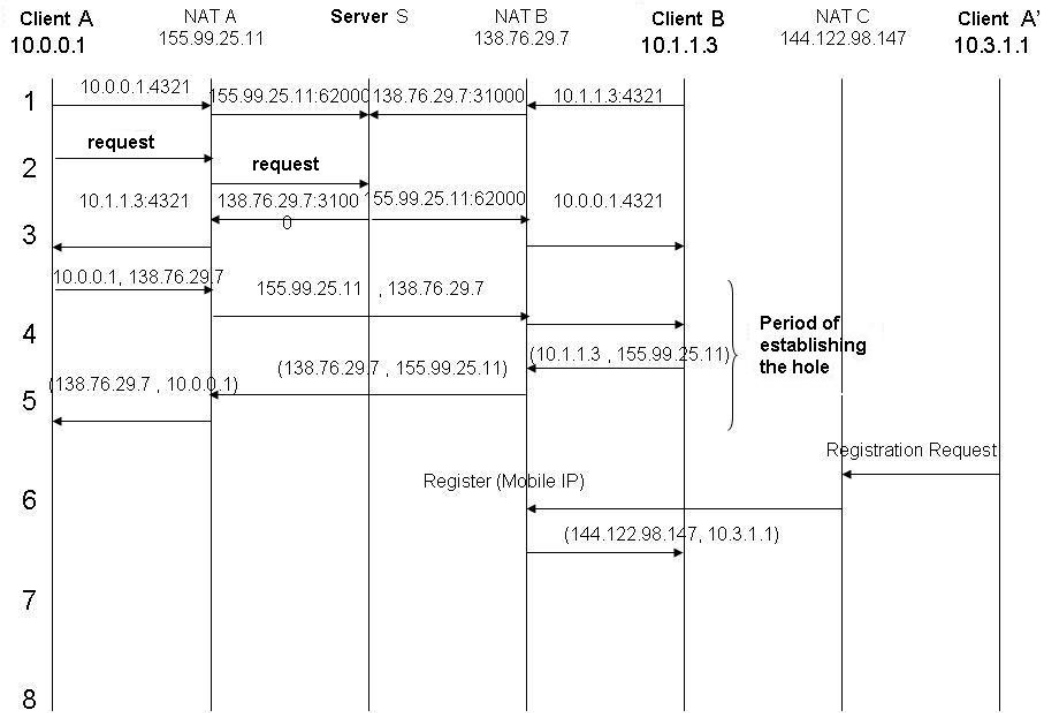 Client A
NAT A
Server S
NAT B
Client B
NAT C
Client A'
10.0.0.1
155.99.25.11
138.76.29.7
10.1.1.3
144.122.98.147
10.3.1.1
1
10.0.0.1.4321
155.99.25.11:62000
138.76.29.7:31000
10.1.1.3:4321
request
2
request
10.1.1.3:4321
138.76.29.7:3100
0
155.99.25.11:62000
10.0.0.1.4321
3
10.0.0.1, 138.76.29.7
155.99.25.11 , 138.76.29.7
4
Period of
establishing
the hole
(10.1.1.3 , 155.99.25.11)
(138.76.29.7 , 155.99.25.11)
(138.76.29.7 , 10.0.0.1)
5
Registration Request
Register (Mobile IP)
6
(144.122.98.147, 10.3.1.1)
7
8